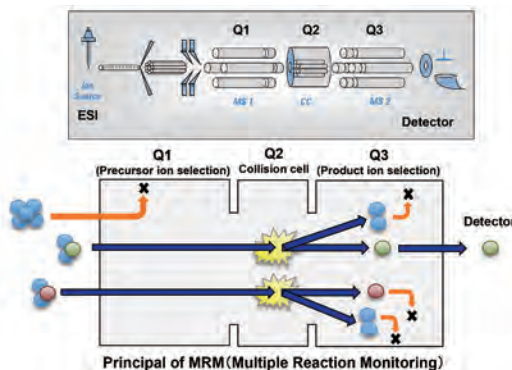 Q1
Q2
Q3
Ion
Source
ESI
MS 1
CC
MS 2
Detector
Q1
(Precursor ion selection)
Q2
Collision cell
Q3
(Product ion selection)
x
x
Detector
x
x
Principal of MRM(Multiple Reaction Monitoring)